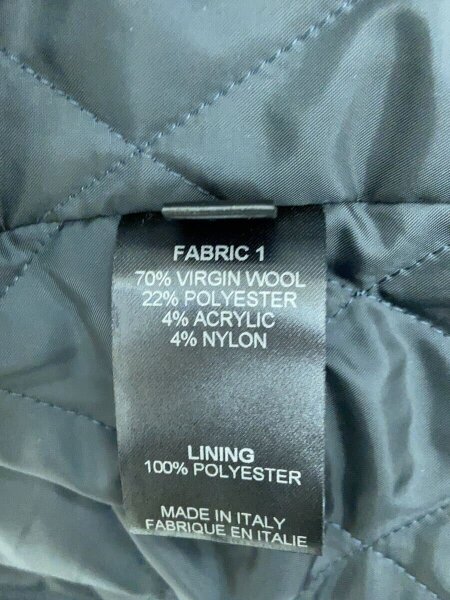 FABRIC 1
70% VIRGIN WOOL
22% POLYESTER
4% ACRYLIC
4% NYLON
LINING
100% POLYESTER
MADE IN ITALY
FABRIQUE EN ITALIE